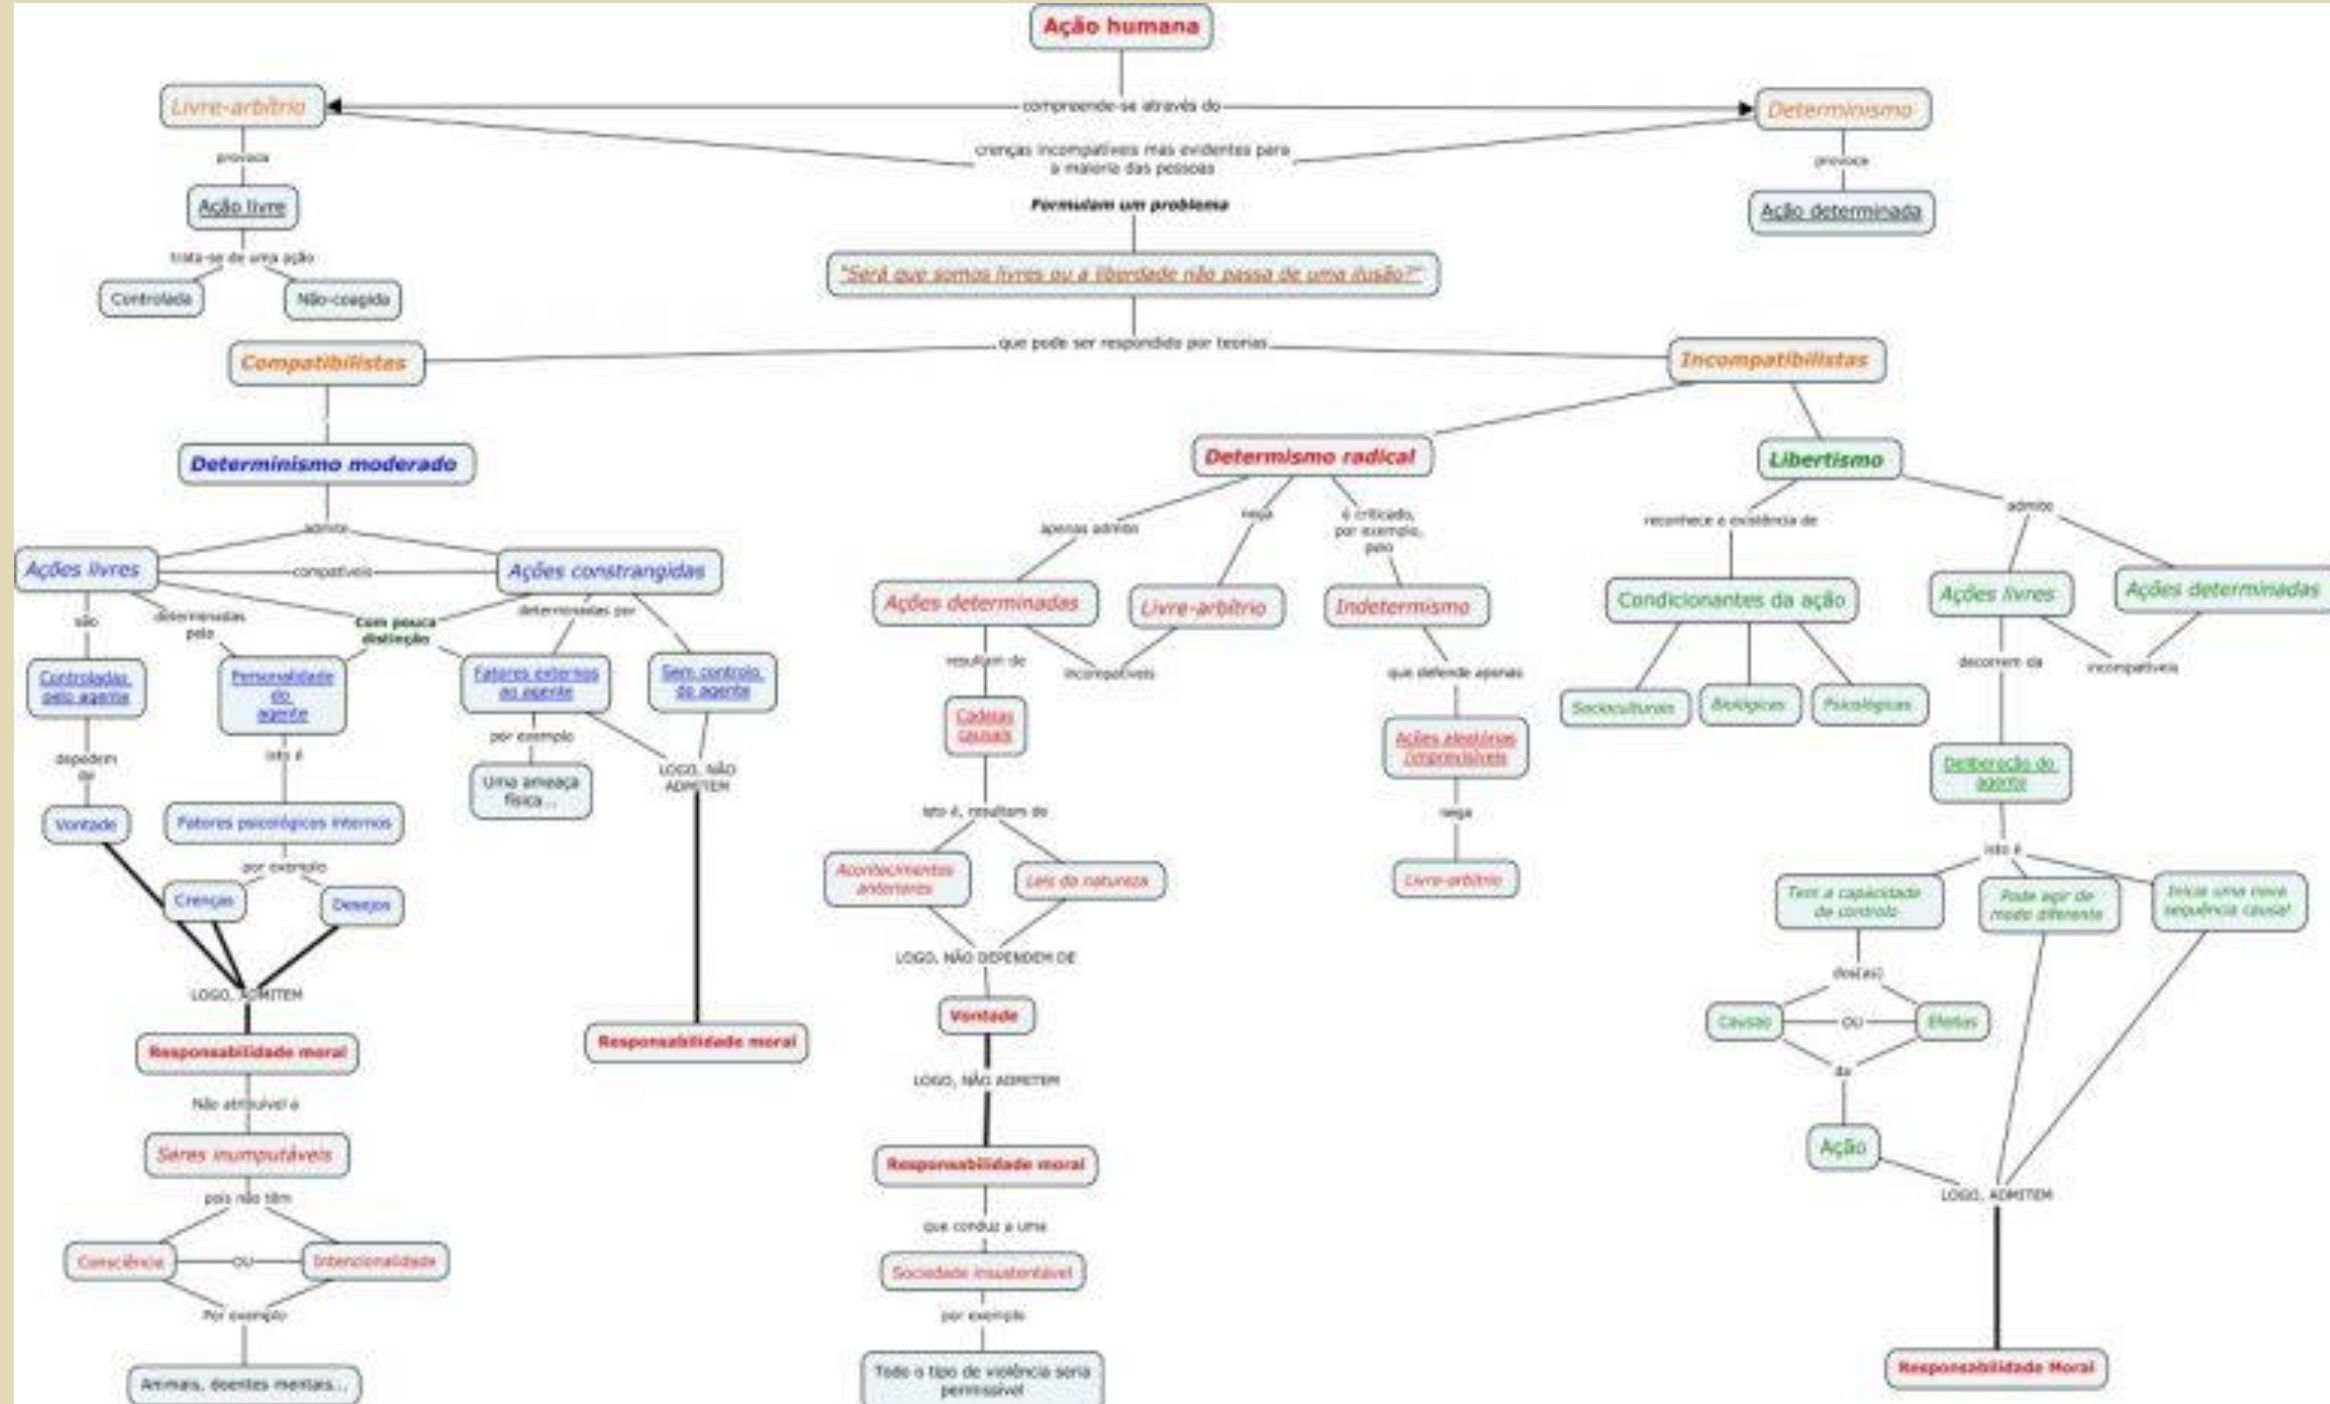 Ação humana
Livre-arbítrio
compreende-se através do
Determinismo
provoca
crenças incompatíveis mas evidentes para
a maioria das pessoas
provoca
Ação livre
Formulam um problema
Ação determinada
trata-se de uma ação
Controlada
Não-coagida
"Será que somos livres ou a liberdade não passa de uma ilusão?"
que pode ser respondido por teorias
Compatibilistas
Incompatibilistas
Determinismo moderado
Determismo radical
Libertismo
admite
apenas admite
nega
é criticado,
por exemplo,
pelo
reconhece a existência de
admite
Ações livres
compatíveis
Ações constrangidas
Ações determinadas
Livre-arbítrio
Indetermismo
Condicionantes da ação
Ações livres
Ações determinadas
são
determinadas
pelo
Com pouca
distinção
determinadas por
resultam de
incompatíveis
que defende apenas
decorrem da
incompatíveis
Controladas
pelo agente
Personalidade
do
agente
Fatores externos
ao agente
Sem controlo
do agente
Cadeias
causais
Ações aleatórias
/imprevisíveis
Socioculturais
Biológicas
Psicológicas
depedem
de
isto é
por exemplo
LOGO, NÃO
ADMITEM
Uma ameaça
física...
Deliberação do
agente
Vontade
Fatores psicológicos internos
isto é, resultam de
nega
isto é
por exemplo
Crenças
Desejos
Acontecimentos
anteriores
Leis da natureza
Livre-arbítrio
Tem a capacidade
de controlo
Pode agir de
modo diferente
Iniciar uma nova
sequência causal
LOGO, ADMITEM
LOGO, NÃO DEPENDEM DE
dos(as)
Responsabilidade moral
Responsabilidade moral
Vontade
Causas
OU
Efeitos
Não atribuível a
LOGO, NÃO ADMITEM
da
Seres inumputáveis
Responsabilidade moral
Ação
pois não têm
LOGO, ADMITEM
que conduz a uma
Consciência
OU
Intencionalidade
Sociedade insustentável
Por exemplo
por exemplo
Animais, doentes mentais...
Todo o tipo de violência seria
permissível
Responsabilidade Moral